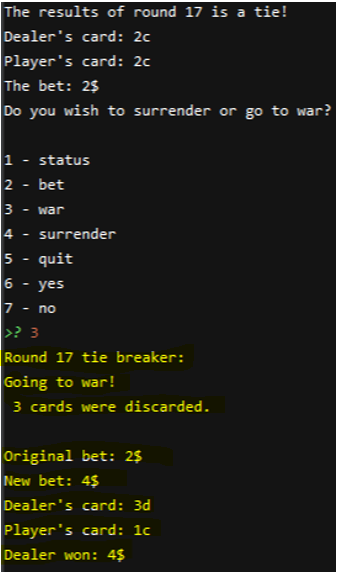 The results of round 17 is a tie!
Dealer's card: 2c
Player's card: 2c
The bet: 2$
Do you wish to surrender or go to war?
1 - status
2 - bet
3 - war
4 - surrender
5 - quit
6 - yes
7 - no
>? 3
Round 17 tie breaker:
Going to war!
3 cards were discarded.
Original bet: 2$
New bet: 4$
Dealer's card: 3d
Player's card: 1c
Dealer won: 4$